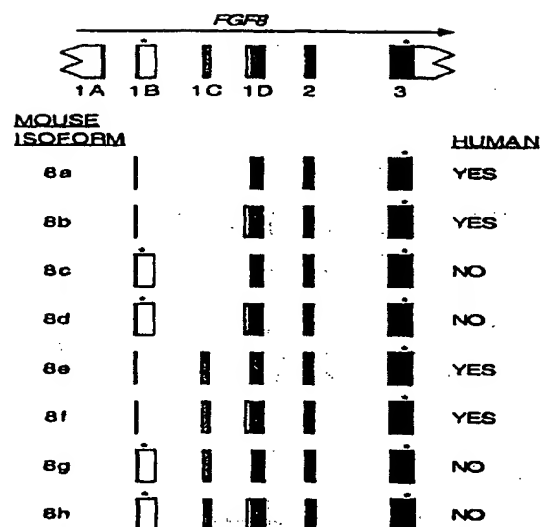 FGF8
1A 1B 1C 1D 2 3
MOUSE
ISOFORM HUMAN
8a YES
8b YES
8c NO
8d NO
8e YES
8f YES
8g NO
8h NO